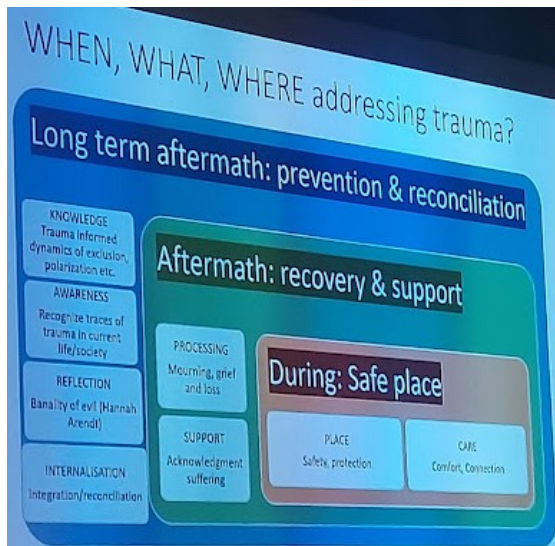 WHEN, WHAT, WHERE addressing trauma?
Long term aftermath: prevention & reconciliation
KNOWLEDGE
Trauma informed
dynamics of exclusion,
polarization etc.
AWARENESS
Recognize traces of
trauma in current
life/society
REFLECTION
Banality of evil (Hannah
Arendt)
INTERNALISATION
Integration/reconciliation
Aftermath: recovery & support
PROCESSING
Mourning, grief
and loss
SUPPORT
Acknowledgment
suffering
During: Safe place
PLACE
Safety, protection
CARE
Comfort, Connection